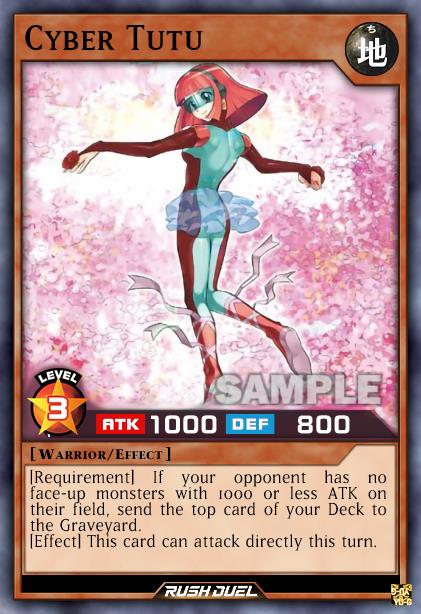 Cyber Tutu
ち
地
SAMPLE
LEVEL
3
ATK 1000 DEF 800
[Warrior/Effect]
[Requirement] If your opponent has no
face-up monsters with 1000 or less ATK on
their field, send the top card of your Deck to
the Graveyard.
[Effect] This card can attack directly this turn.
RUSH DUEL